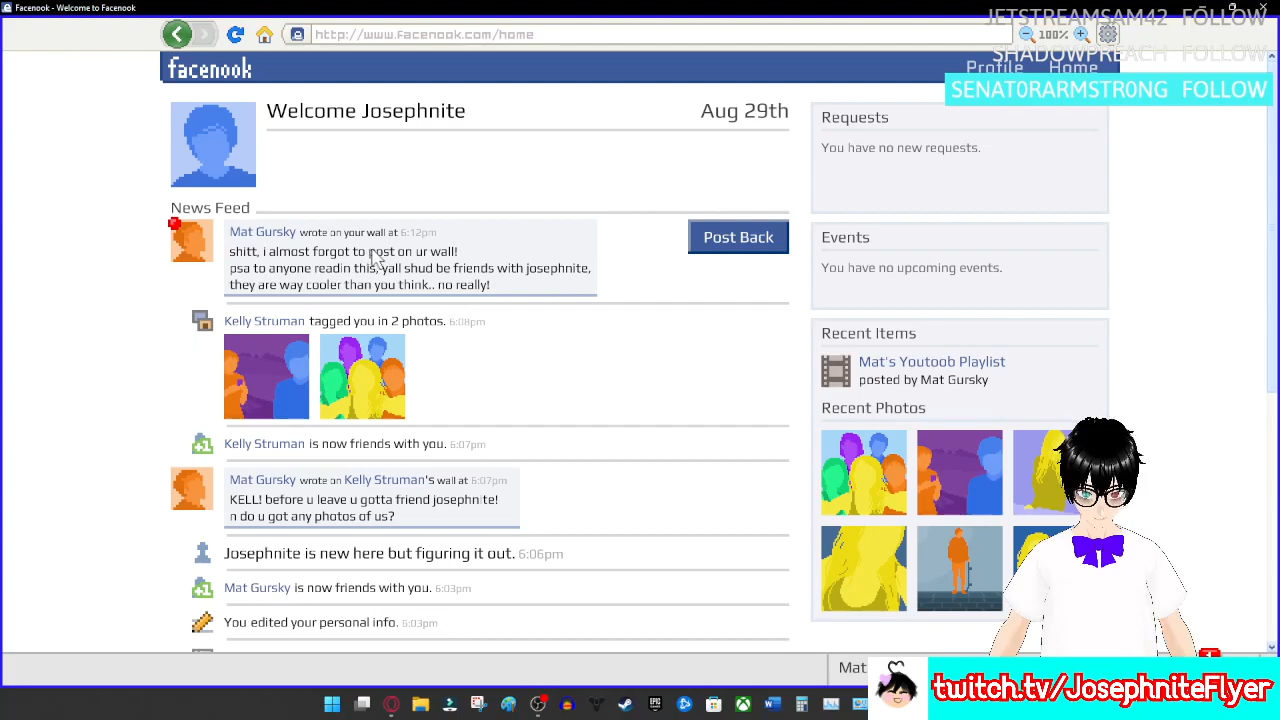 Facenook - Welcome to Facenook
JETSTREAMSAM42 FOLLOW
http://www.facenook.com/home
100%
SHADOWPREACH FOLLOW
facenook
Profile Home
SENAT0RARMSTR0NG FOLLOW
Welcome Josephnite
Aug 29th
News Feed
Mat Gursky wrote on your wall at 6:12pm
shitt, i almost forgot to post on ur wall!
psa to anyone readin this, yall shud be friends with josephnite,
they are way cooler than you think.. no really!
Post Back
Kelly Struman tagged you in 2 photos. 6:08pm
Kelly Struman is now friends with you. 6:07pm
Mat Gursky wrote on Kelly Struman's wall at 6:07pm
KELL! before u leave u gotta friend josephnite!
n do u got any photos of us?
Josephnite is new here but figuring it out. 6:06pm
Mat Gursky is now friends with you. 6:03pm
You edited your personal info. 6:03pm
Requests
You have no new requests.
Events
You have no upcoming events.
Recent Items
Mat's Youtoob Playlist
posted by Mat Gursky
Recent Photos
Mat
1
twitch.tv/JosephniteFlyer